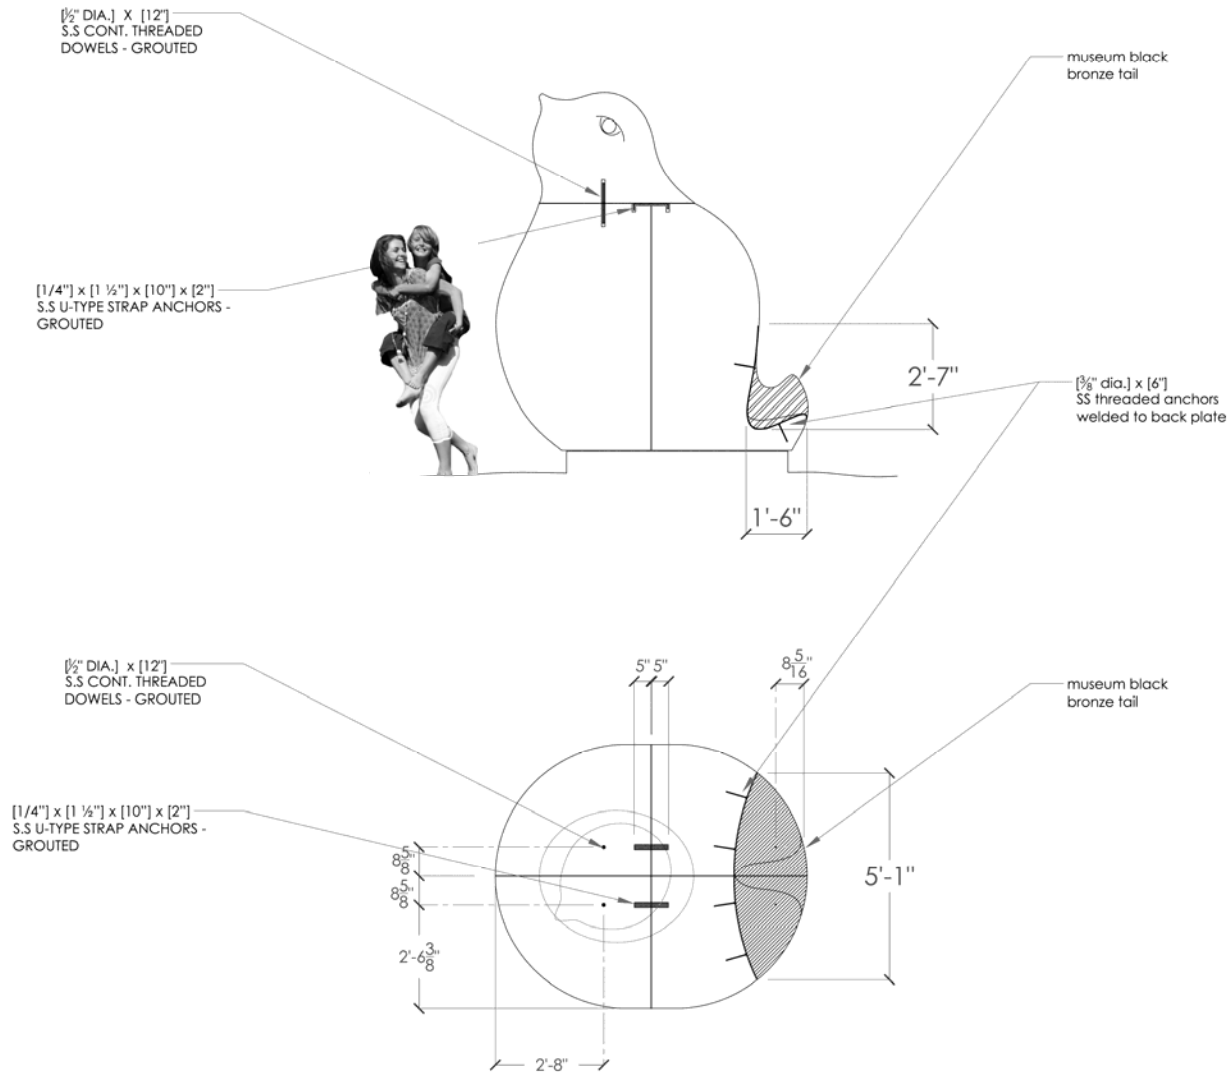 [½" DIA.] X [12"]
S.S CONT. THREADED
DOWELS - GROUTED
museum black
bronze tail
[1/4"] x [1 ½"] x [10"] x [2"]
S.S U-TYPE STRAP ANCHORS -
GROUTED
2'-7"
[⅜" dia.] x [6"]
SS threaded anchors
welded to back plate
1'-6"
[½" DIA.] x [12"]
S.S CONT. THREADED
DOWELS - GROUTED
5" 5"
8 5/16"
museum black
bronze tail
[1/4"] x [1 ½"] x [10"] x [2"]
S.S U-TYPE STRAP ANCHORS -
GROUTED
8 5/8"
8 5/8"
5'-1"
2'-6 3/8"
2'-8"